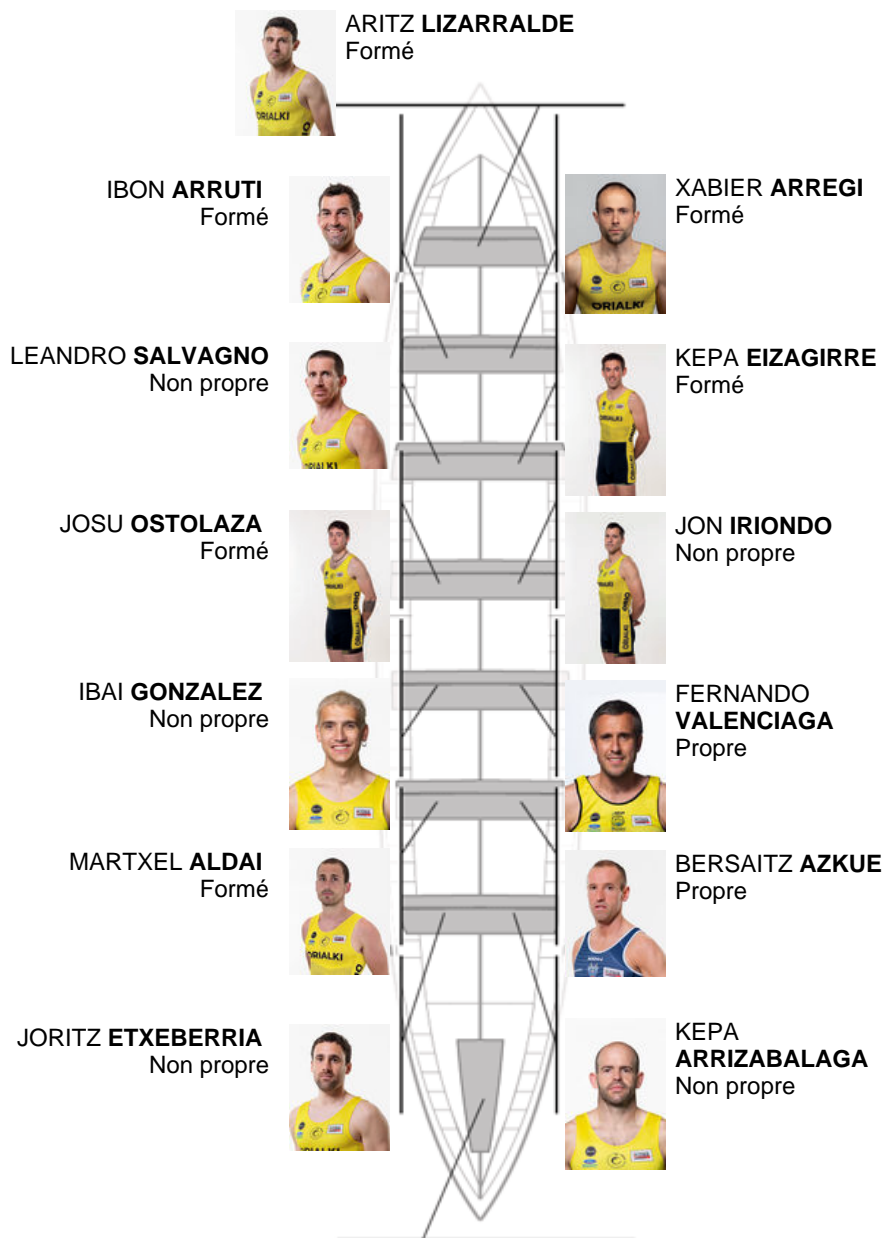 ARITZ LIZARRALDE
Formé
IBON ARRUTI
Formé
XABIER ARREGI
Formé
LEANDRO SALVAGNO
Non propre
KEPA EIZAGIRRE
Formé
JOSU OSTOLAZA
Formé
JON IRIONDO
Non propre
IBAI GONZALEZ
Non propre
FERNANDO
VALENCIAGA
Propre
MARTXEL ALDAI
Formé
BERSAITZ AZKUE
Propre
JORITZ ETXEBERRIA
Non propre
KEPA
ARRIZABALAGA
Non propre